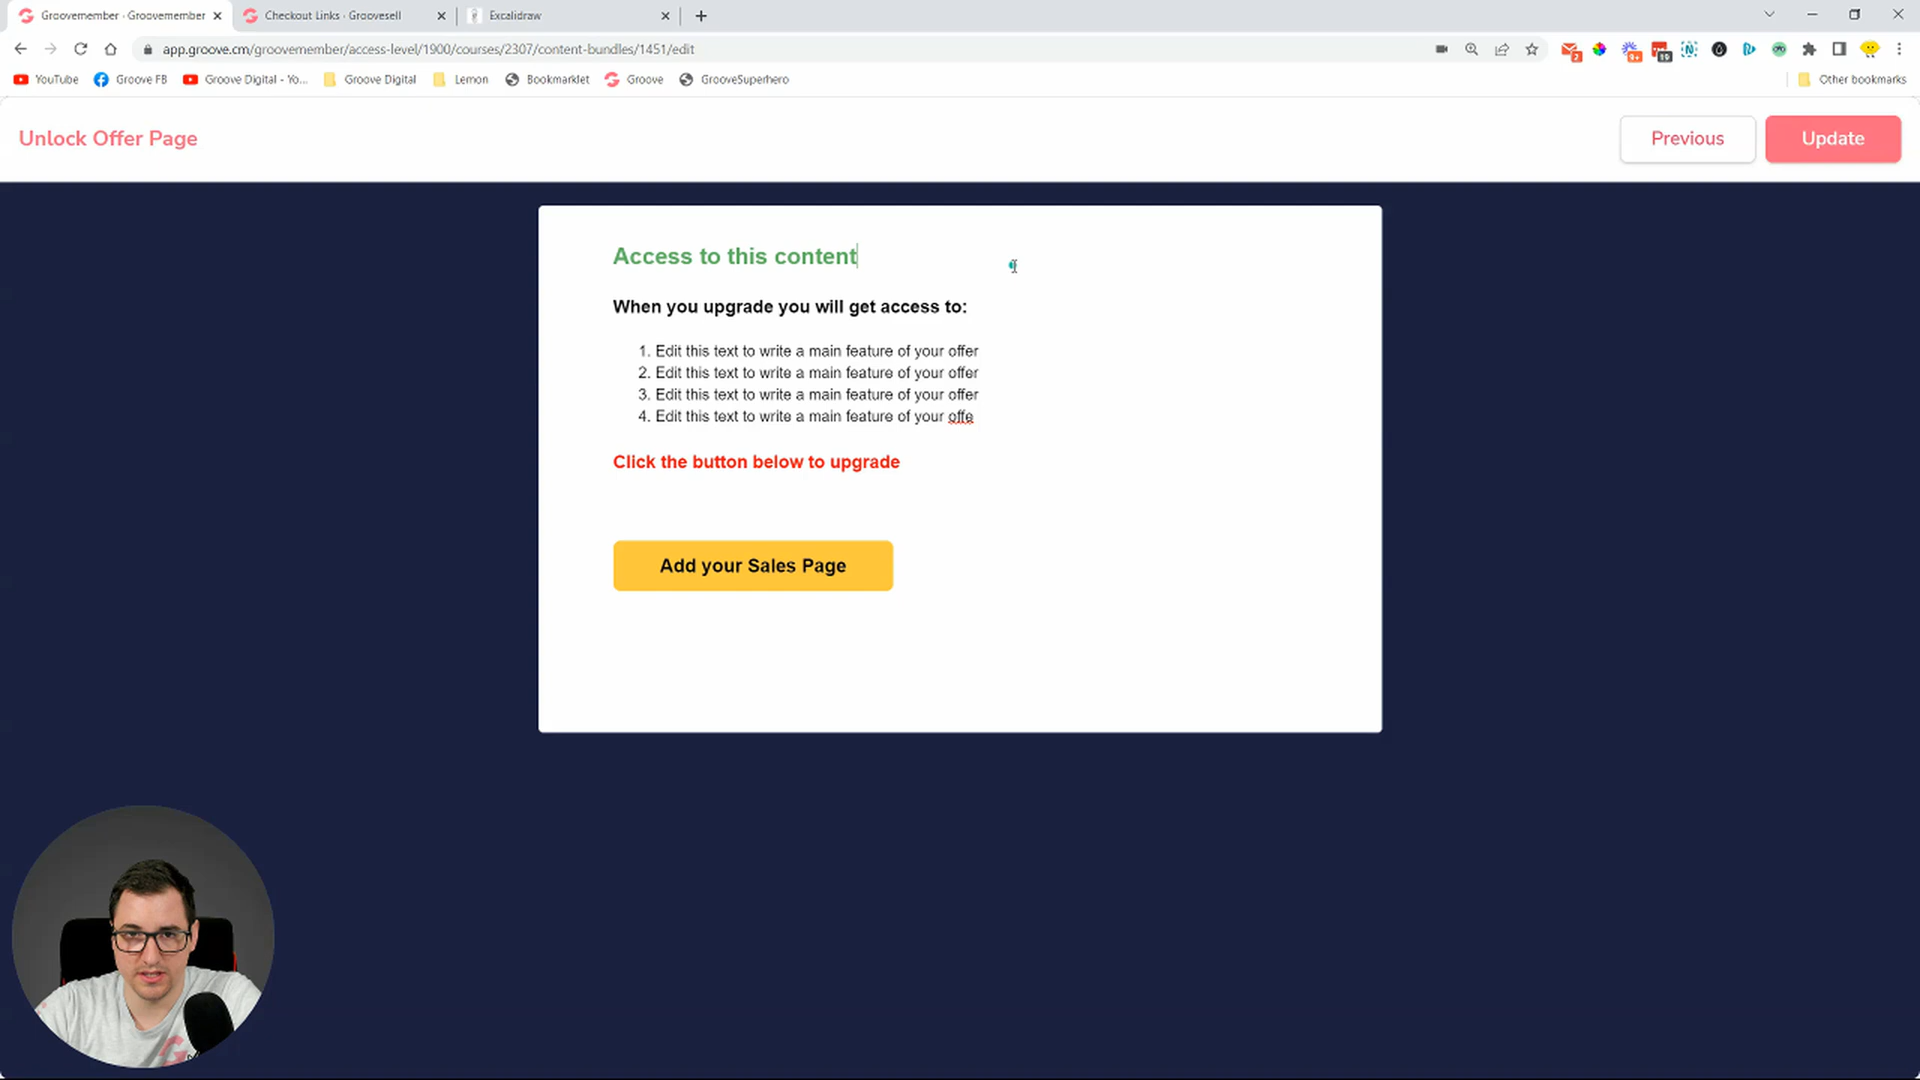 Groovemember · Groovemember
Checkout Links · Groovesell
Excalidraw
app.groove.cm/groovemember/access-level/1900/courses/2307/content-bundles/1451/edit
YouTube
Groove FB
Groove Digital - Yo...
Groove Digital
Lemon
Bookmarklet
Groove
GrooveSuperhero
Other bookmarks
Unlock Offer Page
Previous
Update
Access to this content
When you upgrade you will get access to:
1. Edit this text to write a main feature of your offer
2. Edit this text to write a main feature of your offer
3. Edit this text to write a main feature of your offer
4. Edit this text to write a main feature of your offe
Click the button below to upgrade
Add your Sales Page